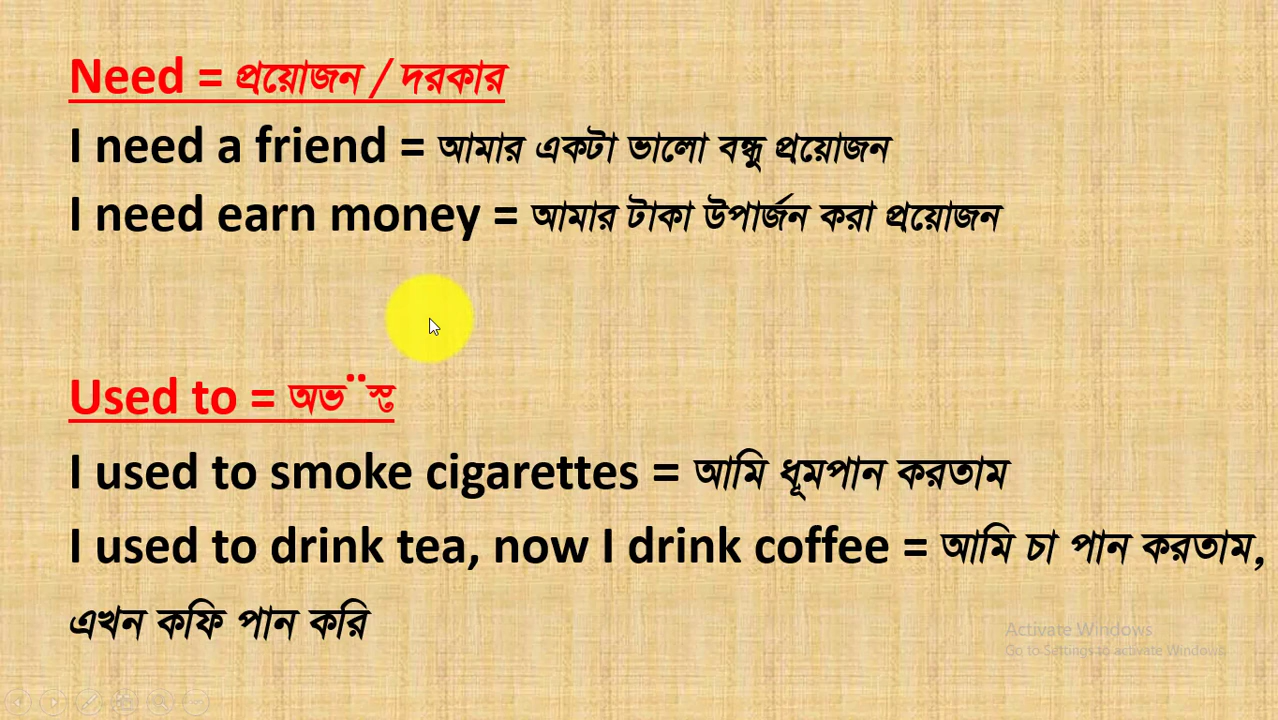 Need = প্রয়োজন / দরকার
I need a friend = আমার একটা ভালো বন্ধু প্রয়োজন
I need earn money = আমার টাকা উপার্জন করা প্রয়োজন
Used to = অভ¨স্ত
I used to smoke cigarettes = আমি ধূমপান করতাম
I used to drink tea, now I drink coffee = আমি চা পান করতাম,
এখন কফি পান করি
Activate Windows
Go to Settings to activate Windows.